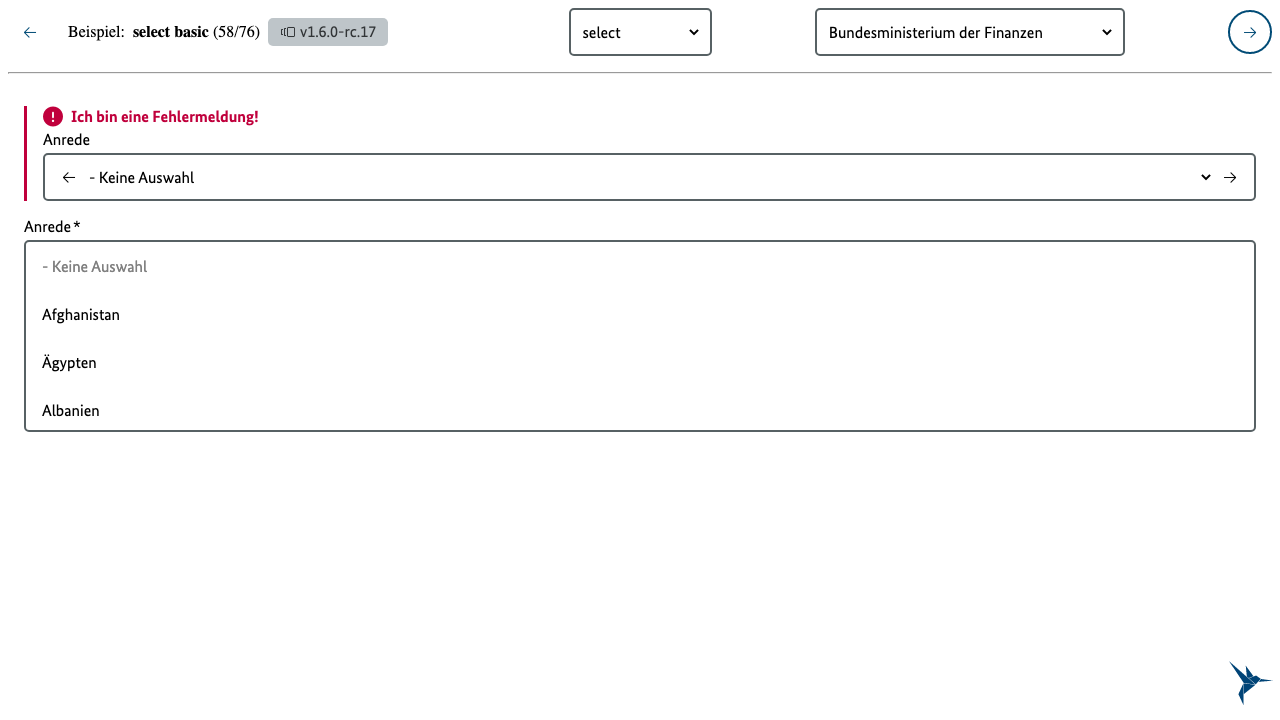 Beispiel: select basic (58/76) v1.6.0-rc.17 select Bundesministerium der Finanzen
Ich bin eine Fehlermeldung!
Anrede
- Keine Auswahl
Anrede*
- Keine Auswahl
Afghanistan
Ägypten
Albanien